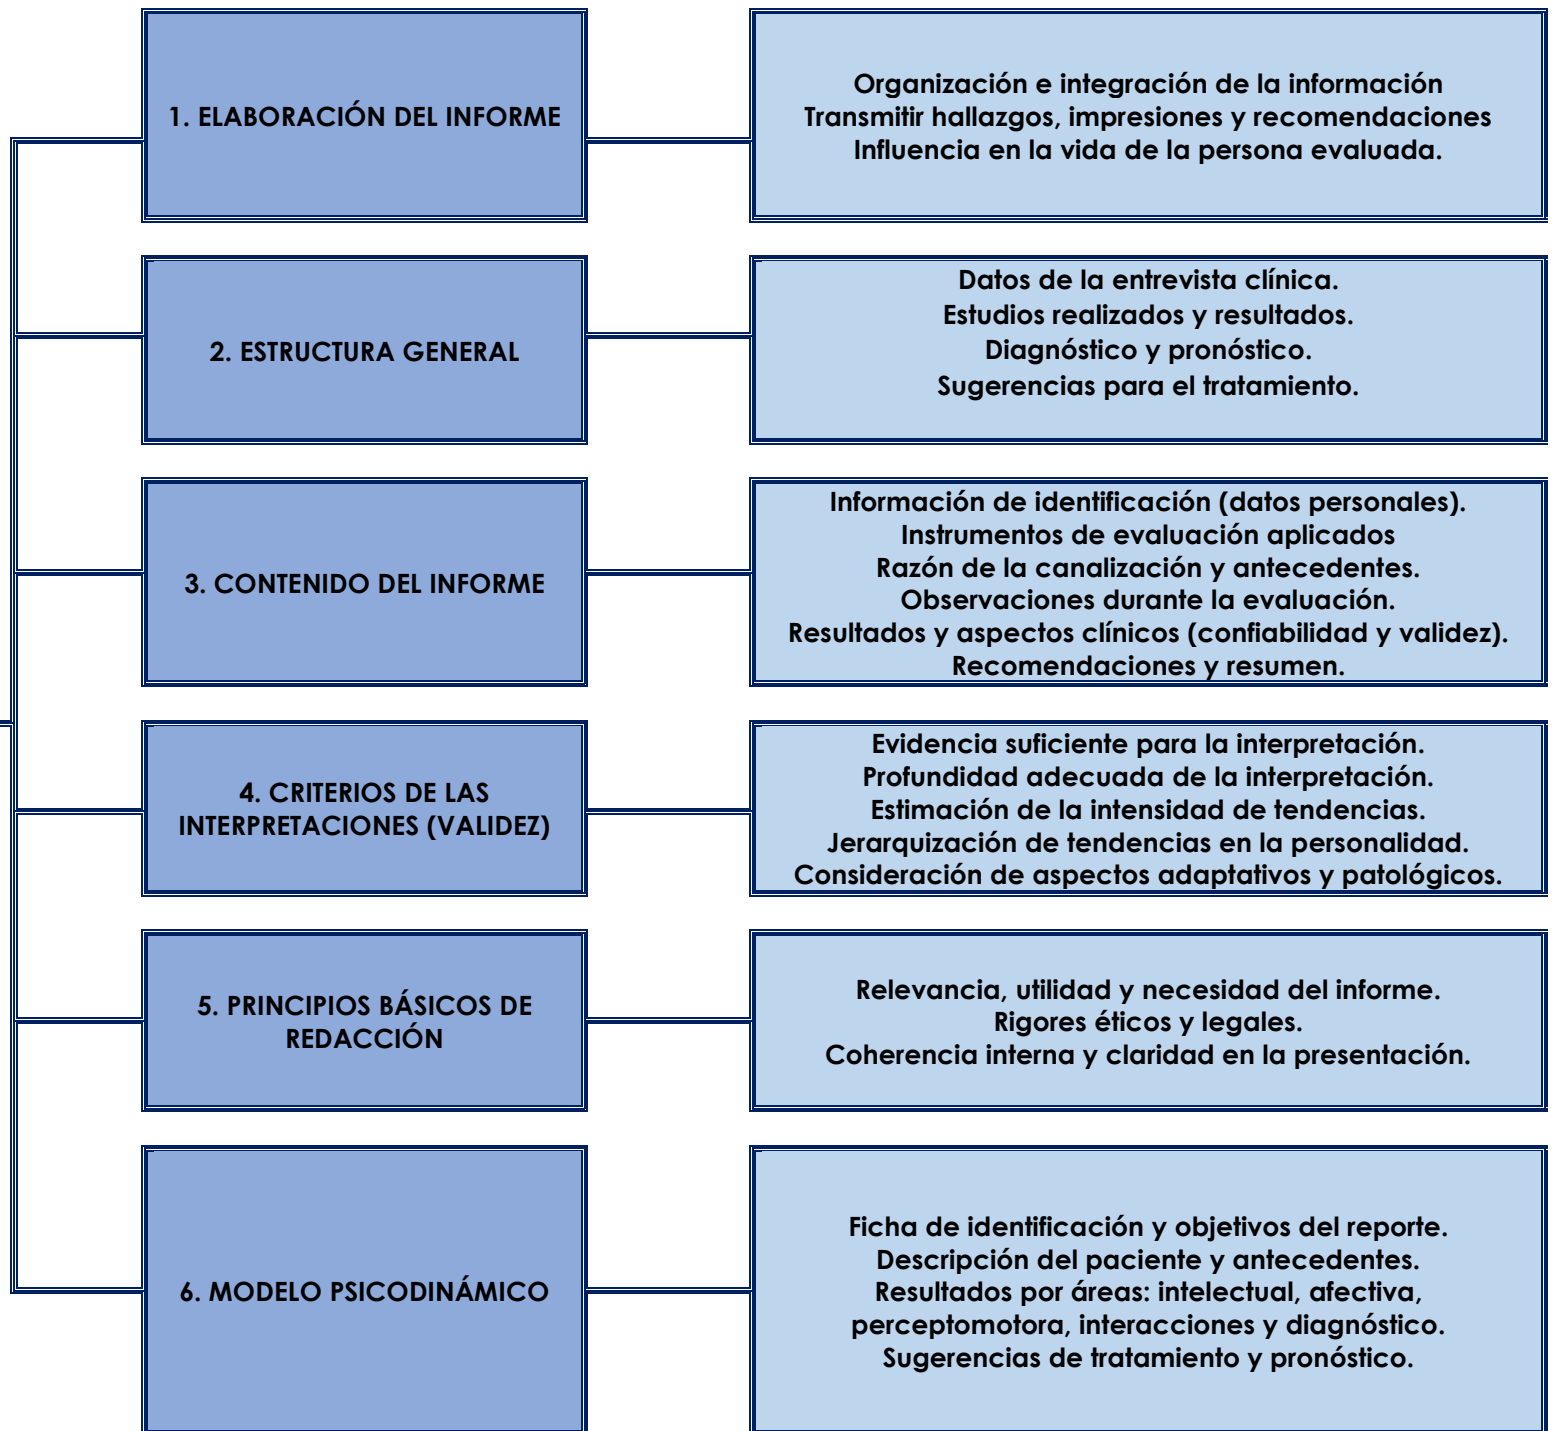 1. ELABORACIÓN DEL INFORME
Organización e integración de la información
Transmitir hallazgos, impresiones y recomendaciones
Influencia en la vida de la persona evaluada.
2. ESTRUCTURA GENERAL
Datos de la entrevista clínica.
Estudios realizados y resultados.
Diagnóstico y pronóstico.
Sugerencias para el tratamiento.
3. CONTENIDO DEL INFORME
Información de identificación (datos personales).
Instrumentos de evaluación aplicados
Razón de la canalización y antecedentes.
Observaciones durante la evaluación.
Resultados y aspectos clínicos (confiabilidad y validez).
Recomendaciones y resumen.
4. CRITERIOS DE LAS
INTERPRETACIONES (VALIDEZ)
Evidencia suficiente para la interpretación.
Profundidad adecuada de la interpretación.
Estimación de la intensidad de tendencias.
Jerarquización de tendencias en la personalidad.
Consideración de aspectos adaptativos y patológicos.
5. PRINCIPIOS BÁSICOS DE
REDACCIÓN
Relevancia, utilidad y necesidad del informe.
Rigores éticos y legales.
Coherencia interna y claridad en la presentación.
6. MODELO PSICODINÁMICO
Ficha de identificación y objetivos del reporte.
Descripción del paciente y antecedentes.
Resultados por áreas: intelectual, afectiva,
perceptomotora, interacciones y diagnóstico.
Sugerencias de tratamiento y pronóstico.